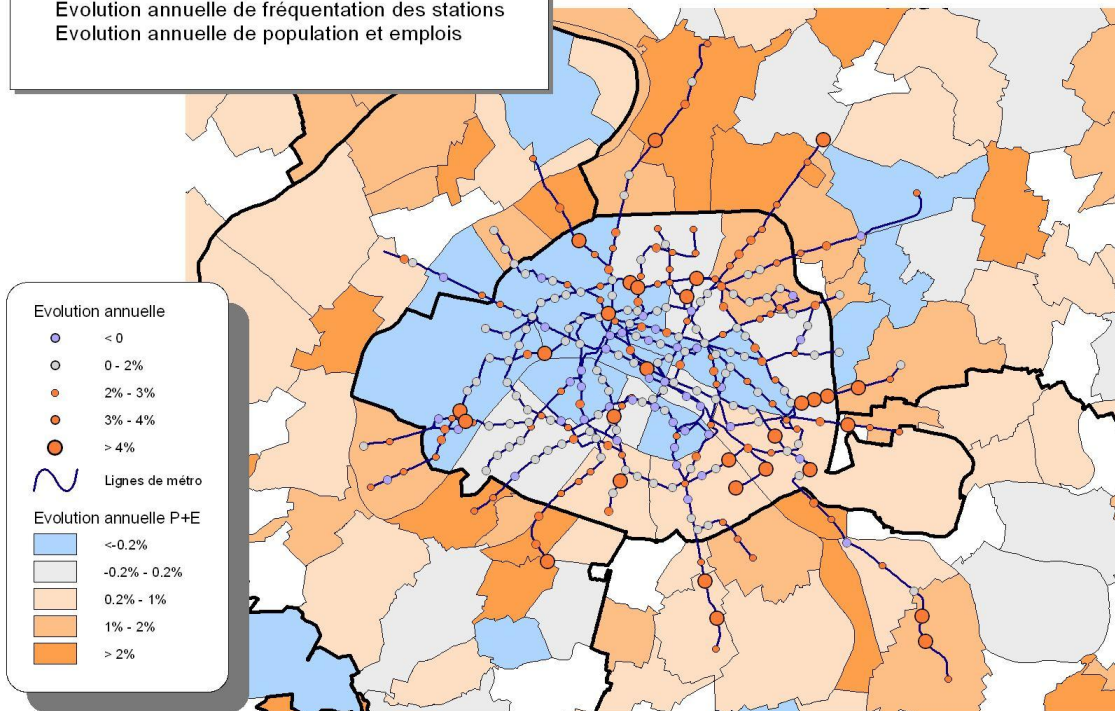 Evolution annuelle de fréquentation des stations
Evolution annuelle de population et emplois
Evolution annuelle
< 0
0 - 2%
2% - 3%
3% - 4%
> 4%
Lignes de métro
Evolution annuelle P+E
<-0.2%
-0.2% - 0.2%
0.2% - 1%
1% - 2%
> 2%